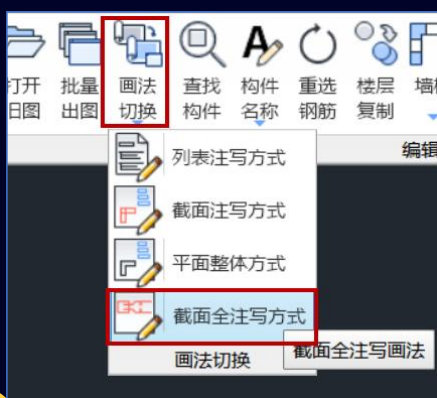 打开 批量 画法 查找 构件 重选 楼层
旧图 出图 切换 构件 名称 钢筋 复制
编辑
列表注写方式
截面注写方式
平面整体方式
截面全注写方式
画法切换
截面全注写画法